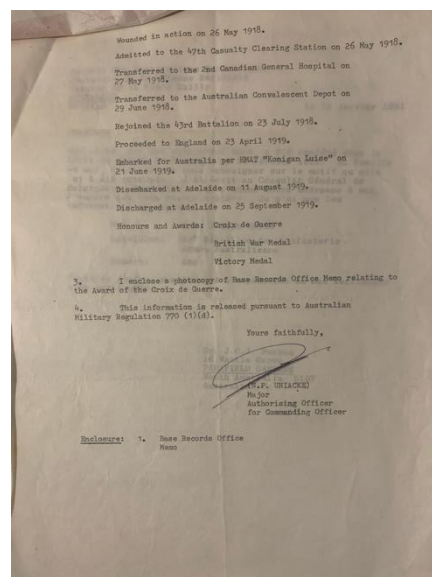 Wounded in action on 26 May 1918.
Admitted to the 47th Casualty Clearing Station on 26 May 1918.
Transferred to the 2nd Canadian General Hospital on
27 May 1918.
Transferred to the Australian Convalescent Depot on
29 June 1918.
Rejoined the 43rd Battalion on 23 July 1918.
Proceeded to England on 23 April 1919.
Embarked for Australia per HMAT "Konigan Luise" on
21 June 1919.
Disembarked at Adelaide on 11 August 1919.
Discharged at Adelaide on 25 September 1919.
Honours and Awards: Croix de Guerre
British War Medal
Victory Medal
3. I enclose a photocopy of Base Records Office Memo relating to
the Award of the Croix de Guerre.
4. This information is released pursuant to Australian
Military Regulation 770 (1)(d).
Yours faithfully,
(N.P. UNIACKE)
Major
Authorising Officer
for Commanding Officer
Enclosure: 1. Base Records Office
Memo